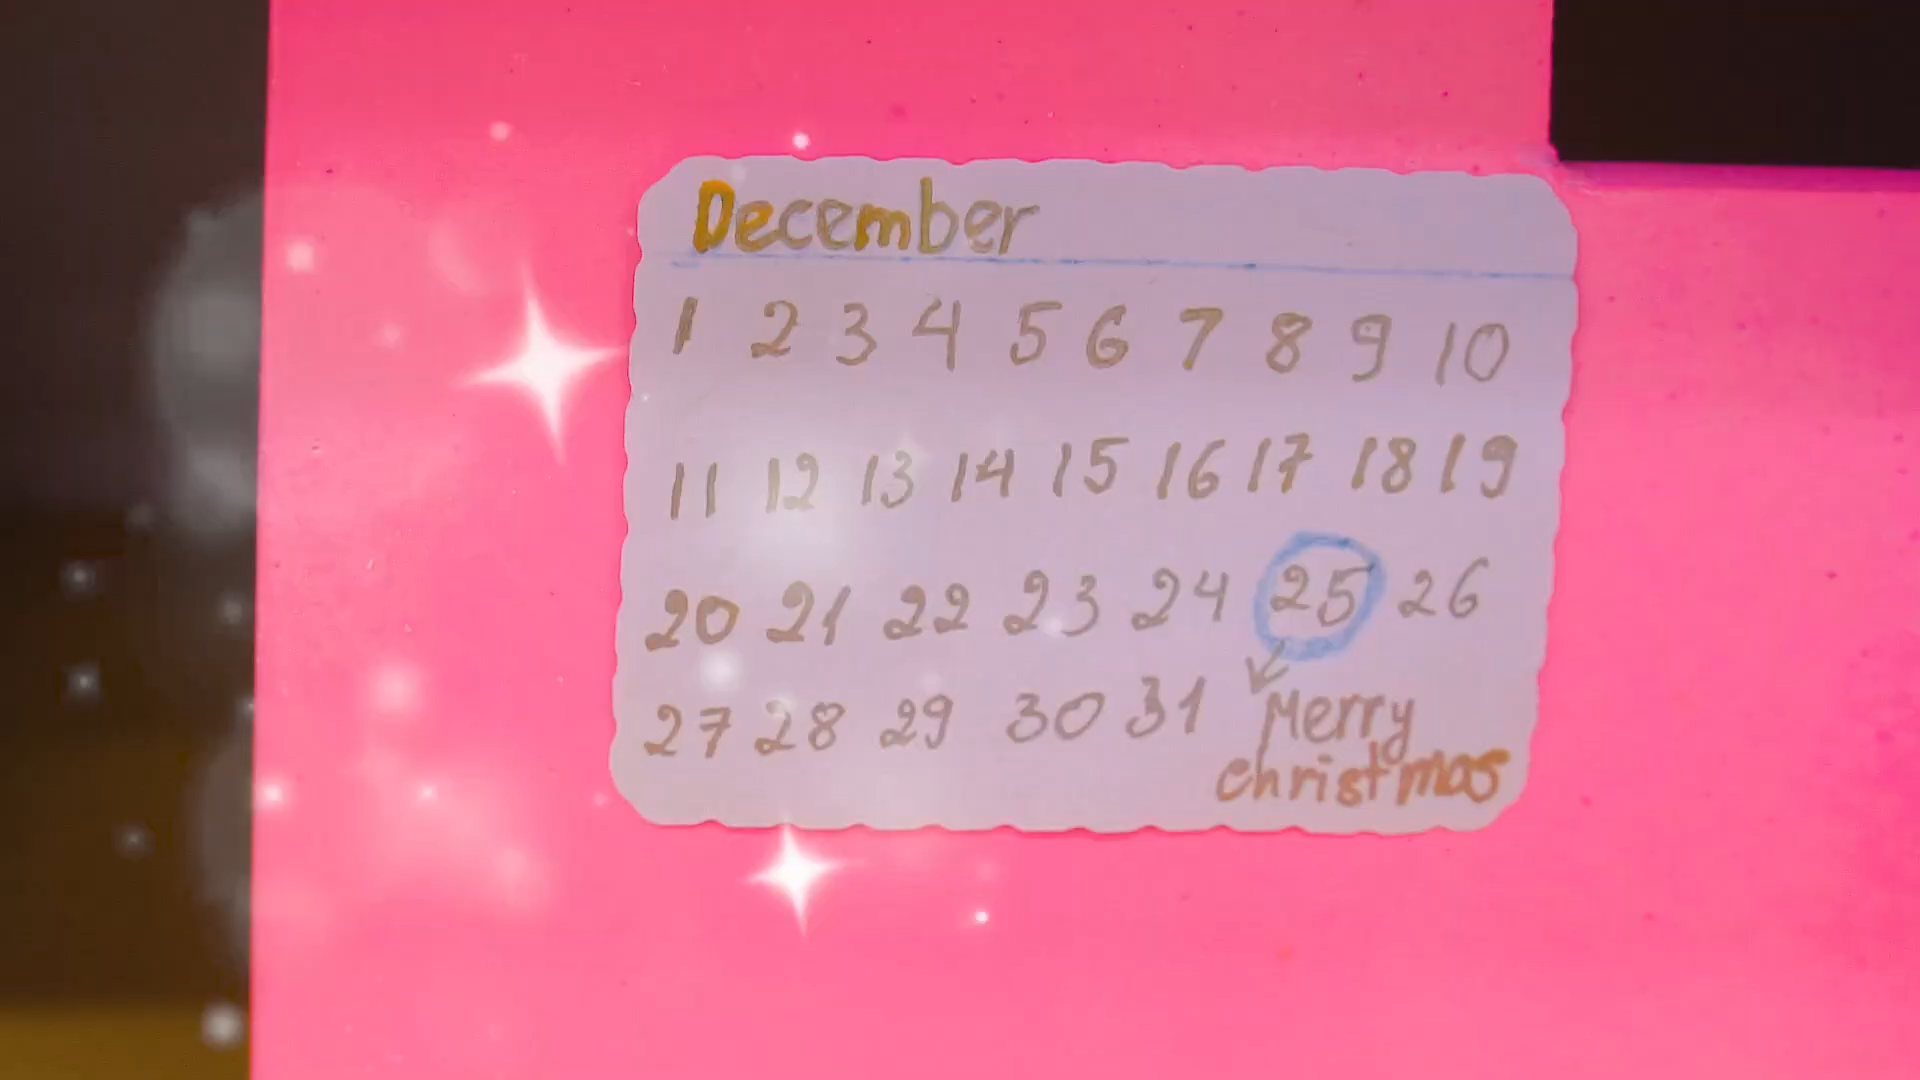 December
1 2 3 4 5 6 7 8 9 10
11 12 13 14 15 16 17 18 19
20 21 22 23 24 25 26
27 28 29 30 31 Merry
christmas